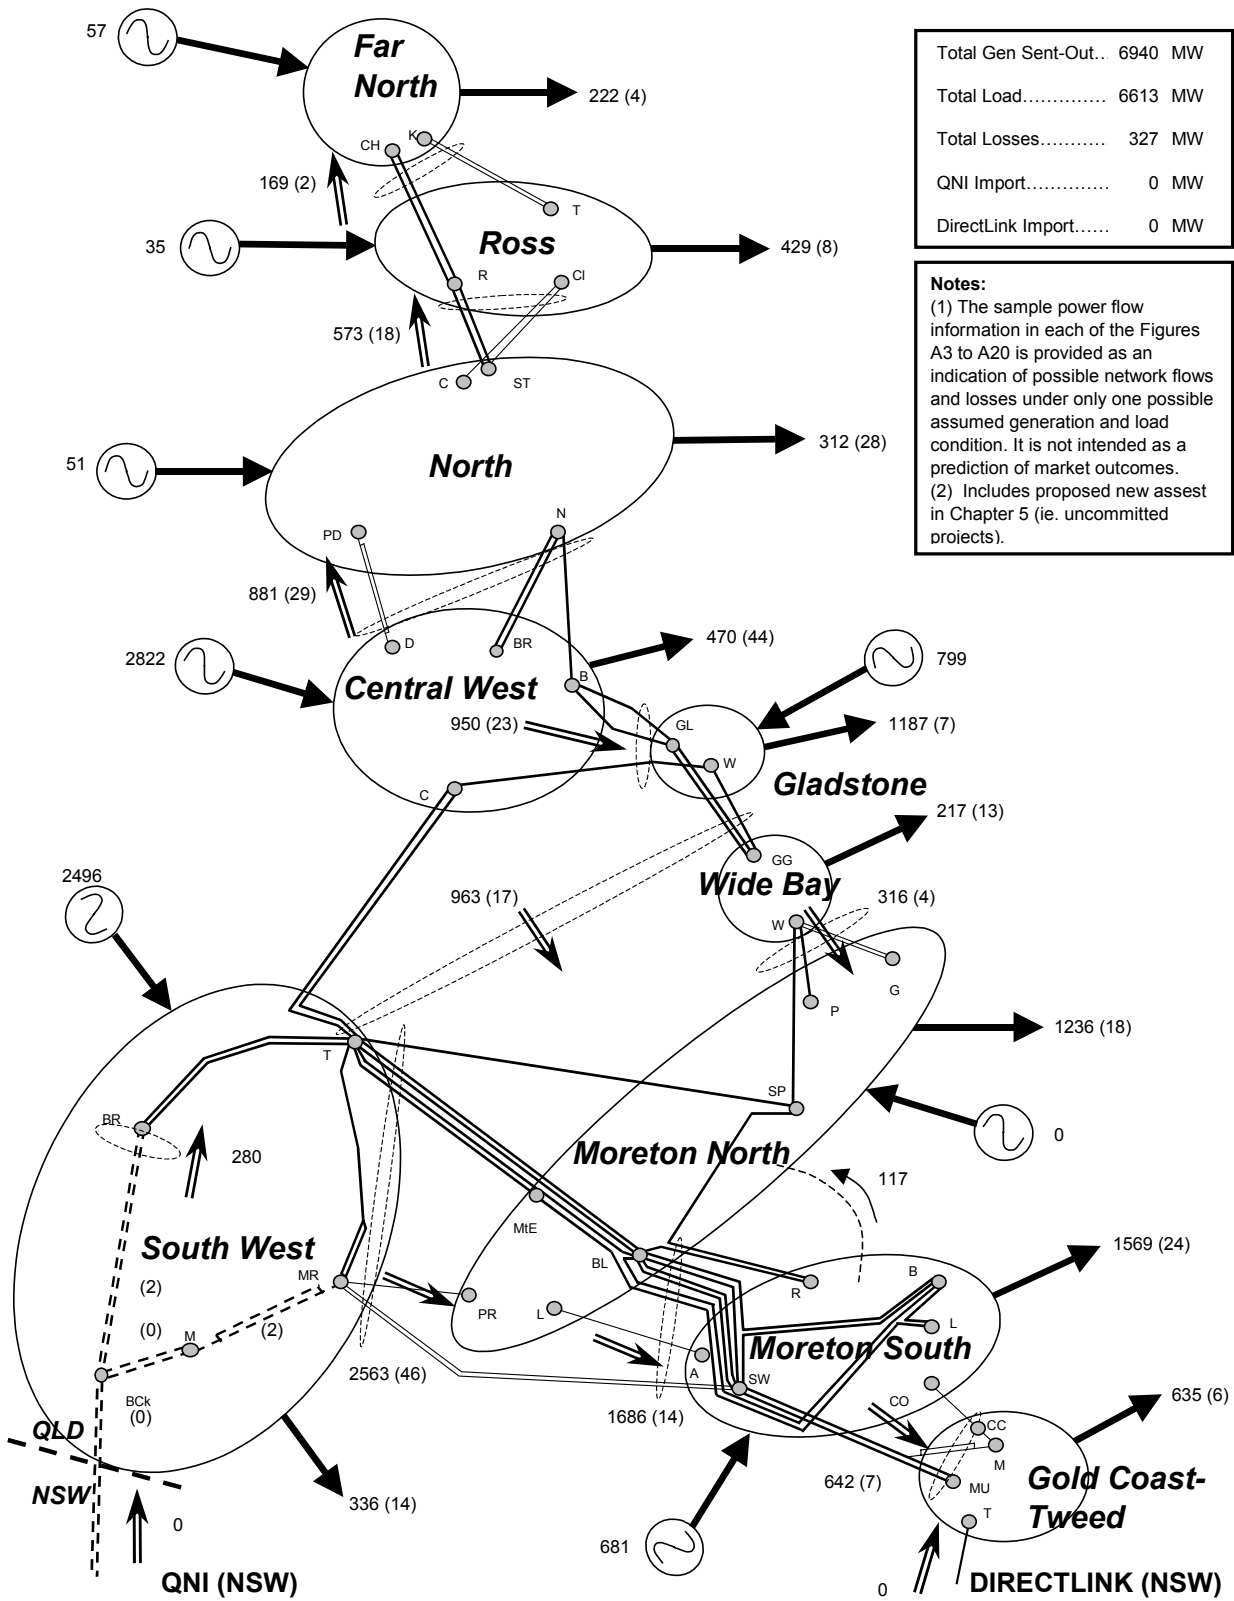 57
Far
North
222 (4)
CH
K
169 (2)
T
35
Ross
429 (8)
R
CI
573 (18)
C
ST
51
North
312 (28)
PD
N
881 (29)
D
BR
470 (44)
2822
799
Central West
B
950 (23)
GL
1187 (7)
W
Gladstone
C
217 (13)
GG
2496
Wide Bay
963 (17)
316 (4)
W
G
P
1236 (18)
T
SP
BR
0
280
Moreton North
117
MtE
South West
1569 (24)
BL
B
MR
(2)
R
PR
L
L
(0)
M
(2)
Moreton South
2563 (46)
A
SW
BCk
(0)
1686 (14)
CO
635 (6)
QLD
CC
M
642 (7)
MU
Gold Coast-
Tweed
NSW
336 (14)
T
0
681
0
QNI (NSW)
DIRECTLINK (NSW)
Total Gen Sent-Out.. 6940 MW
Total Load.............. 6613 MW
Total Losses........... 327 MW
QNI Import.............. 0 MW
DirectLink Import...... 0 MW
Notes:
(1) The sample power flow
information in each of the Figures
A3 to A20 is provided as an
indication of possible network flows
and losses under only one possible
assumed generation and load
condition. It is not intended as a
prediction of market outcomes.
(2) Includes proposed new assest
in Chapter 5 (ie. uncommitted
projects).